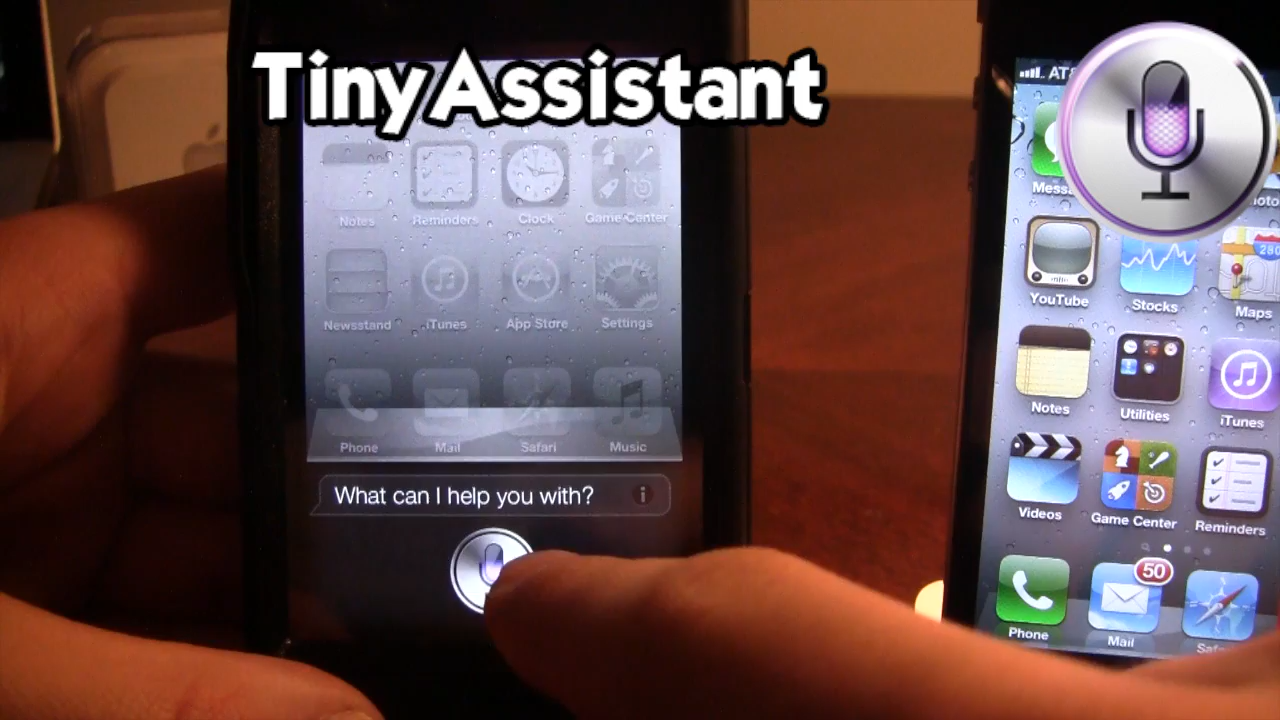 TinyAssistant
Notes Reminders Clock Game Center
Newsstand iTunes App Store Settings
Phone Mail Safari Music
What can I help you with? i
YouTube Stocks Maps
280
Notes Utilities iTunes
Videos Game Center Reminders
50
Phone Mail